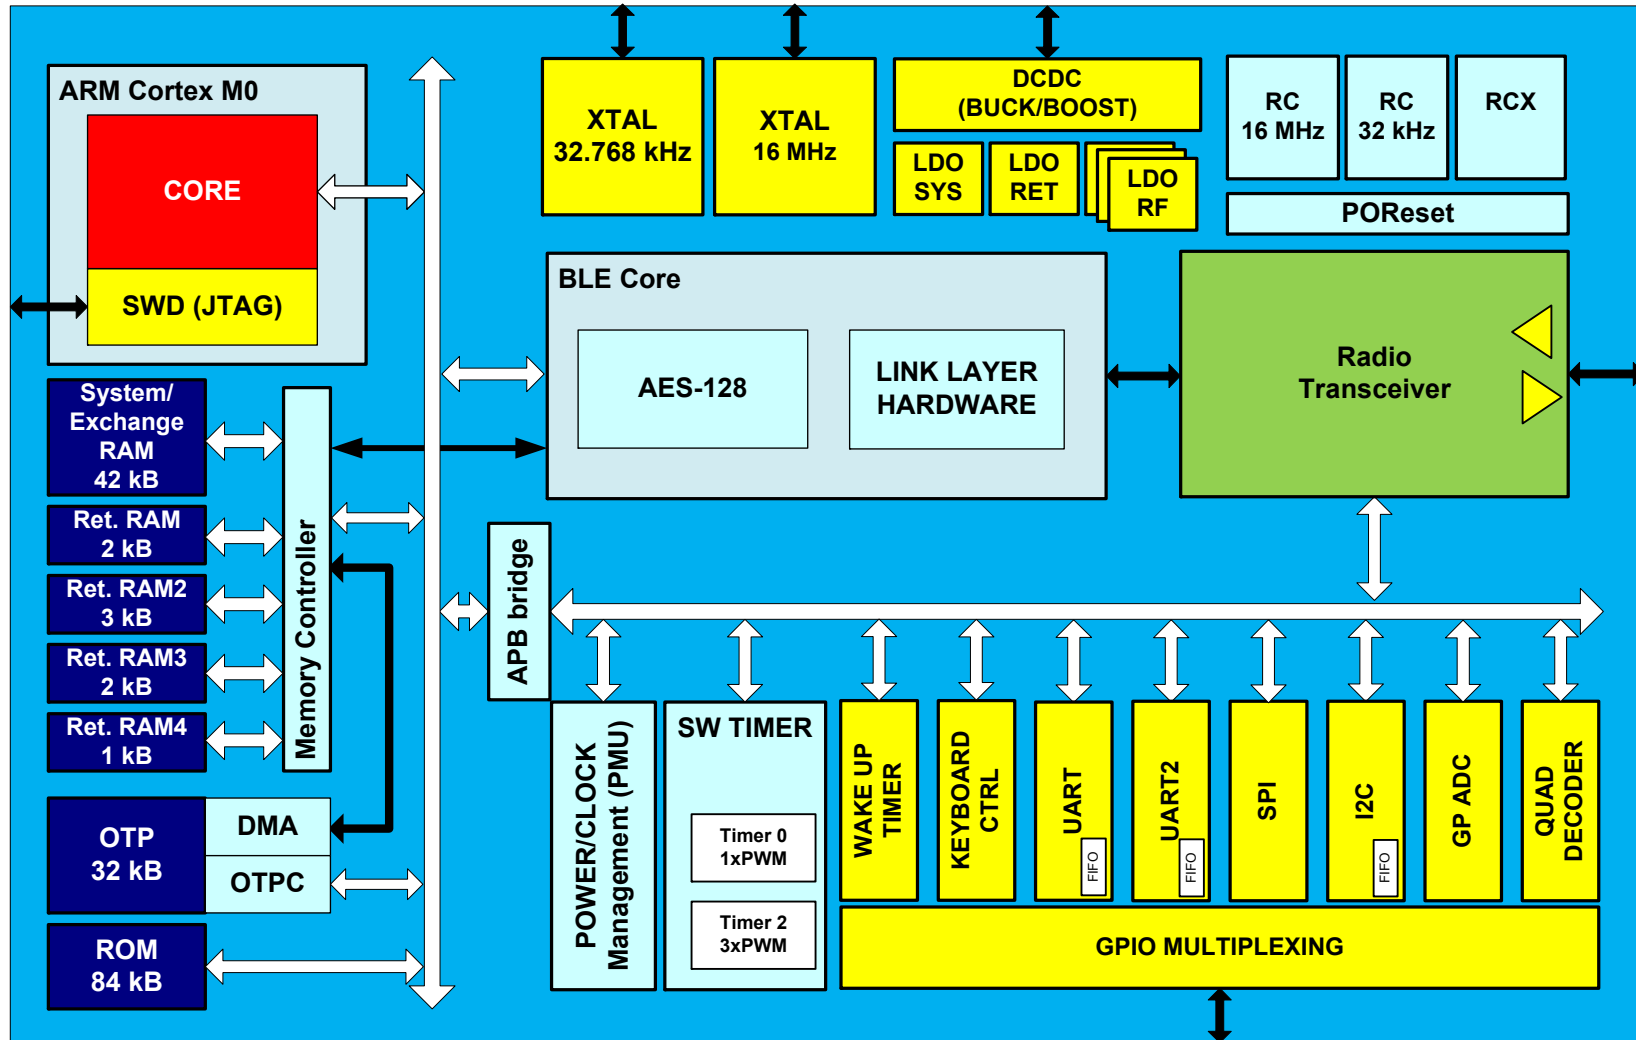 ARM Cortex M0
CORE
SWD (JTAG)
XTAL
32.768 kHz
XTAL
16 MHz
DCDC
(BUCK/BOOST)
LDO
SYS
LDO
RET
LDO
RF
RC
16 MHz
RC
32 kHz
RCX
POReset
BLE Core
AES-128
LINK LAYER
HARDWARE
Radio
Transceiver
System/
Exchange
RAM
42 kB
Ret. RAM
2 kB
Ret. RAM2
3 kB
Ret. RAM3
2 kB
Ret. RAM4
1 kB
Memory Controller
OTP
32 kB
DMA
OTPC
ROM
84 kB
APB bridge
POWER/CLOCK
Management (PMU)
SW TIMER
Timer 0
1xPWM
Timer 2
3xPWM
WAKE UP
TIMER
KEYBOARD
CTRL
UART
FIFO
UART2
FIFO
SPI
I2C
FIFO
GP ADC
QUAD
DECODER
GPIO MULTIPLEXING